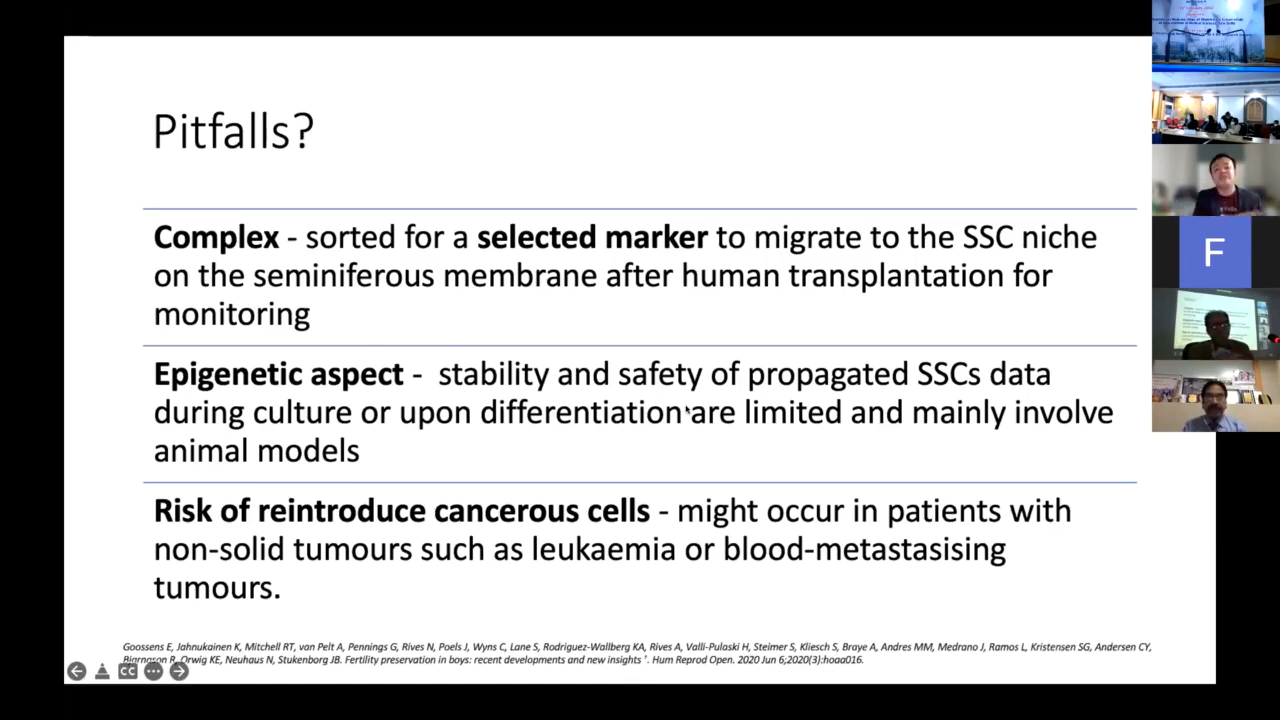 Pitfalls?
Complex - sorted for a selected marker to migrate to the SSC niche
on the seminiferous membrane after human transplantation for
monitoring
Epigenetic aspect - stability and safety of propagated SSCs data
during culture or upon differentiation are limited and mainly involve
animal models
Risk of reintroduce cancerous cells - might occur in patients with
non-solid tumours such as leukaemia or blood-metastasising
tumours.
Goossens E, Jahnukainen K, Mitchell RT, van Pelt A, Pennings G, Rives N, Poels J, Wyns C, Lane S, Rodriguez-Wallberg KA, Rives A, Valli-Pulaski H, Steimer S, Kliesch S, Braye A, Andres MM, Medrano J, Ramos L, Kristensen SG, Andersen CY,
Bjarnason R, Orwig KE, Neuhaus N, Stukenborg JB. Fertility preservation in boys: recent developments and new insights †. Hum Reprod Open. 2020 Jun 6;2020(3):hoaa016.
CC
F